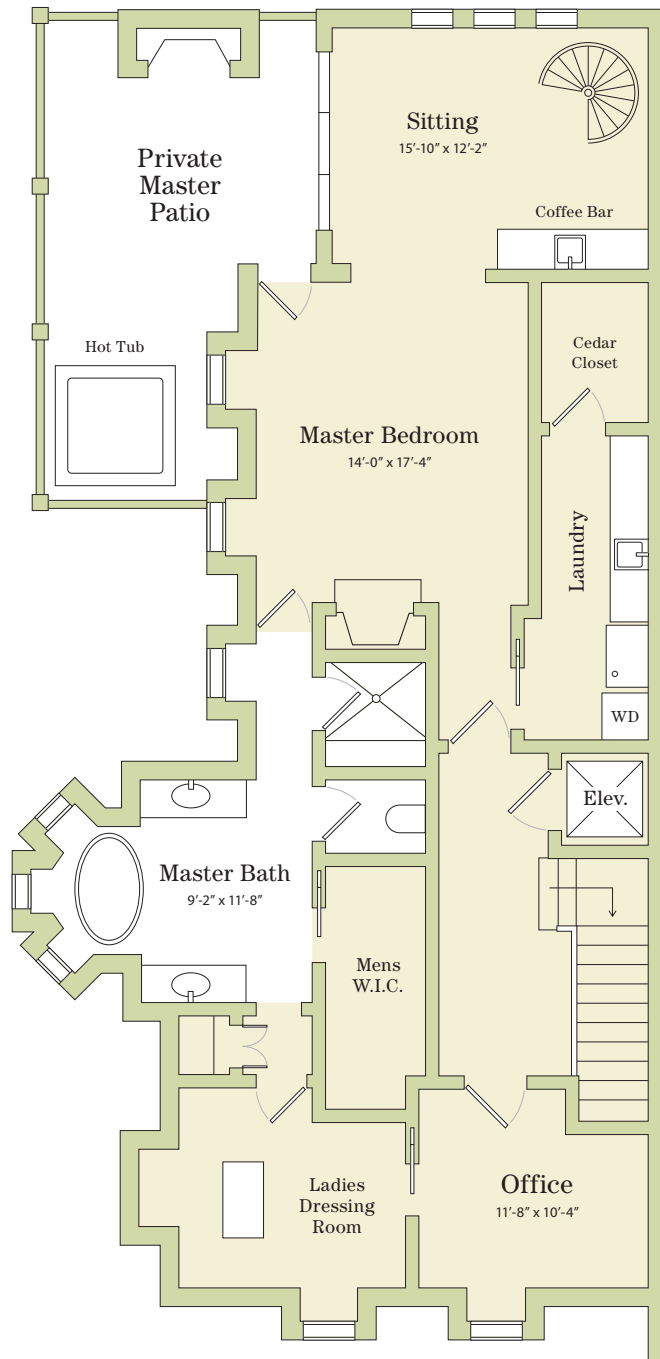 Sitting
15'-10" x 12'-2"
Private
Master
Patio
Coffee Bar
Hot Tub
Cedar
Closet
Master Bedroom
14'-0" x 17'-4"
Laundry
WD
Elev.
Master Bath
9'-2" x 11'-8"
Mens
W.I.C.
Ladies
Dressing
Room
Office
11'-8" x 10'-4"